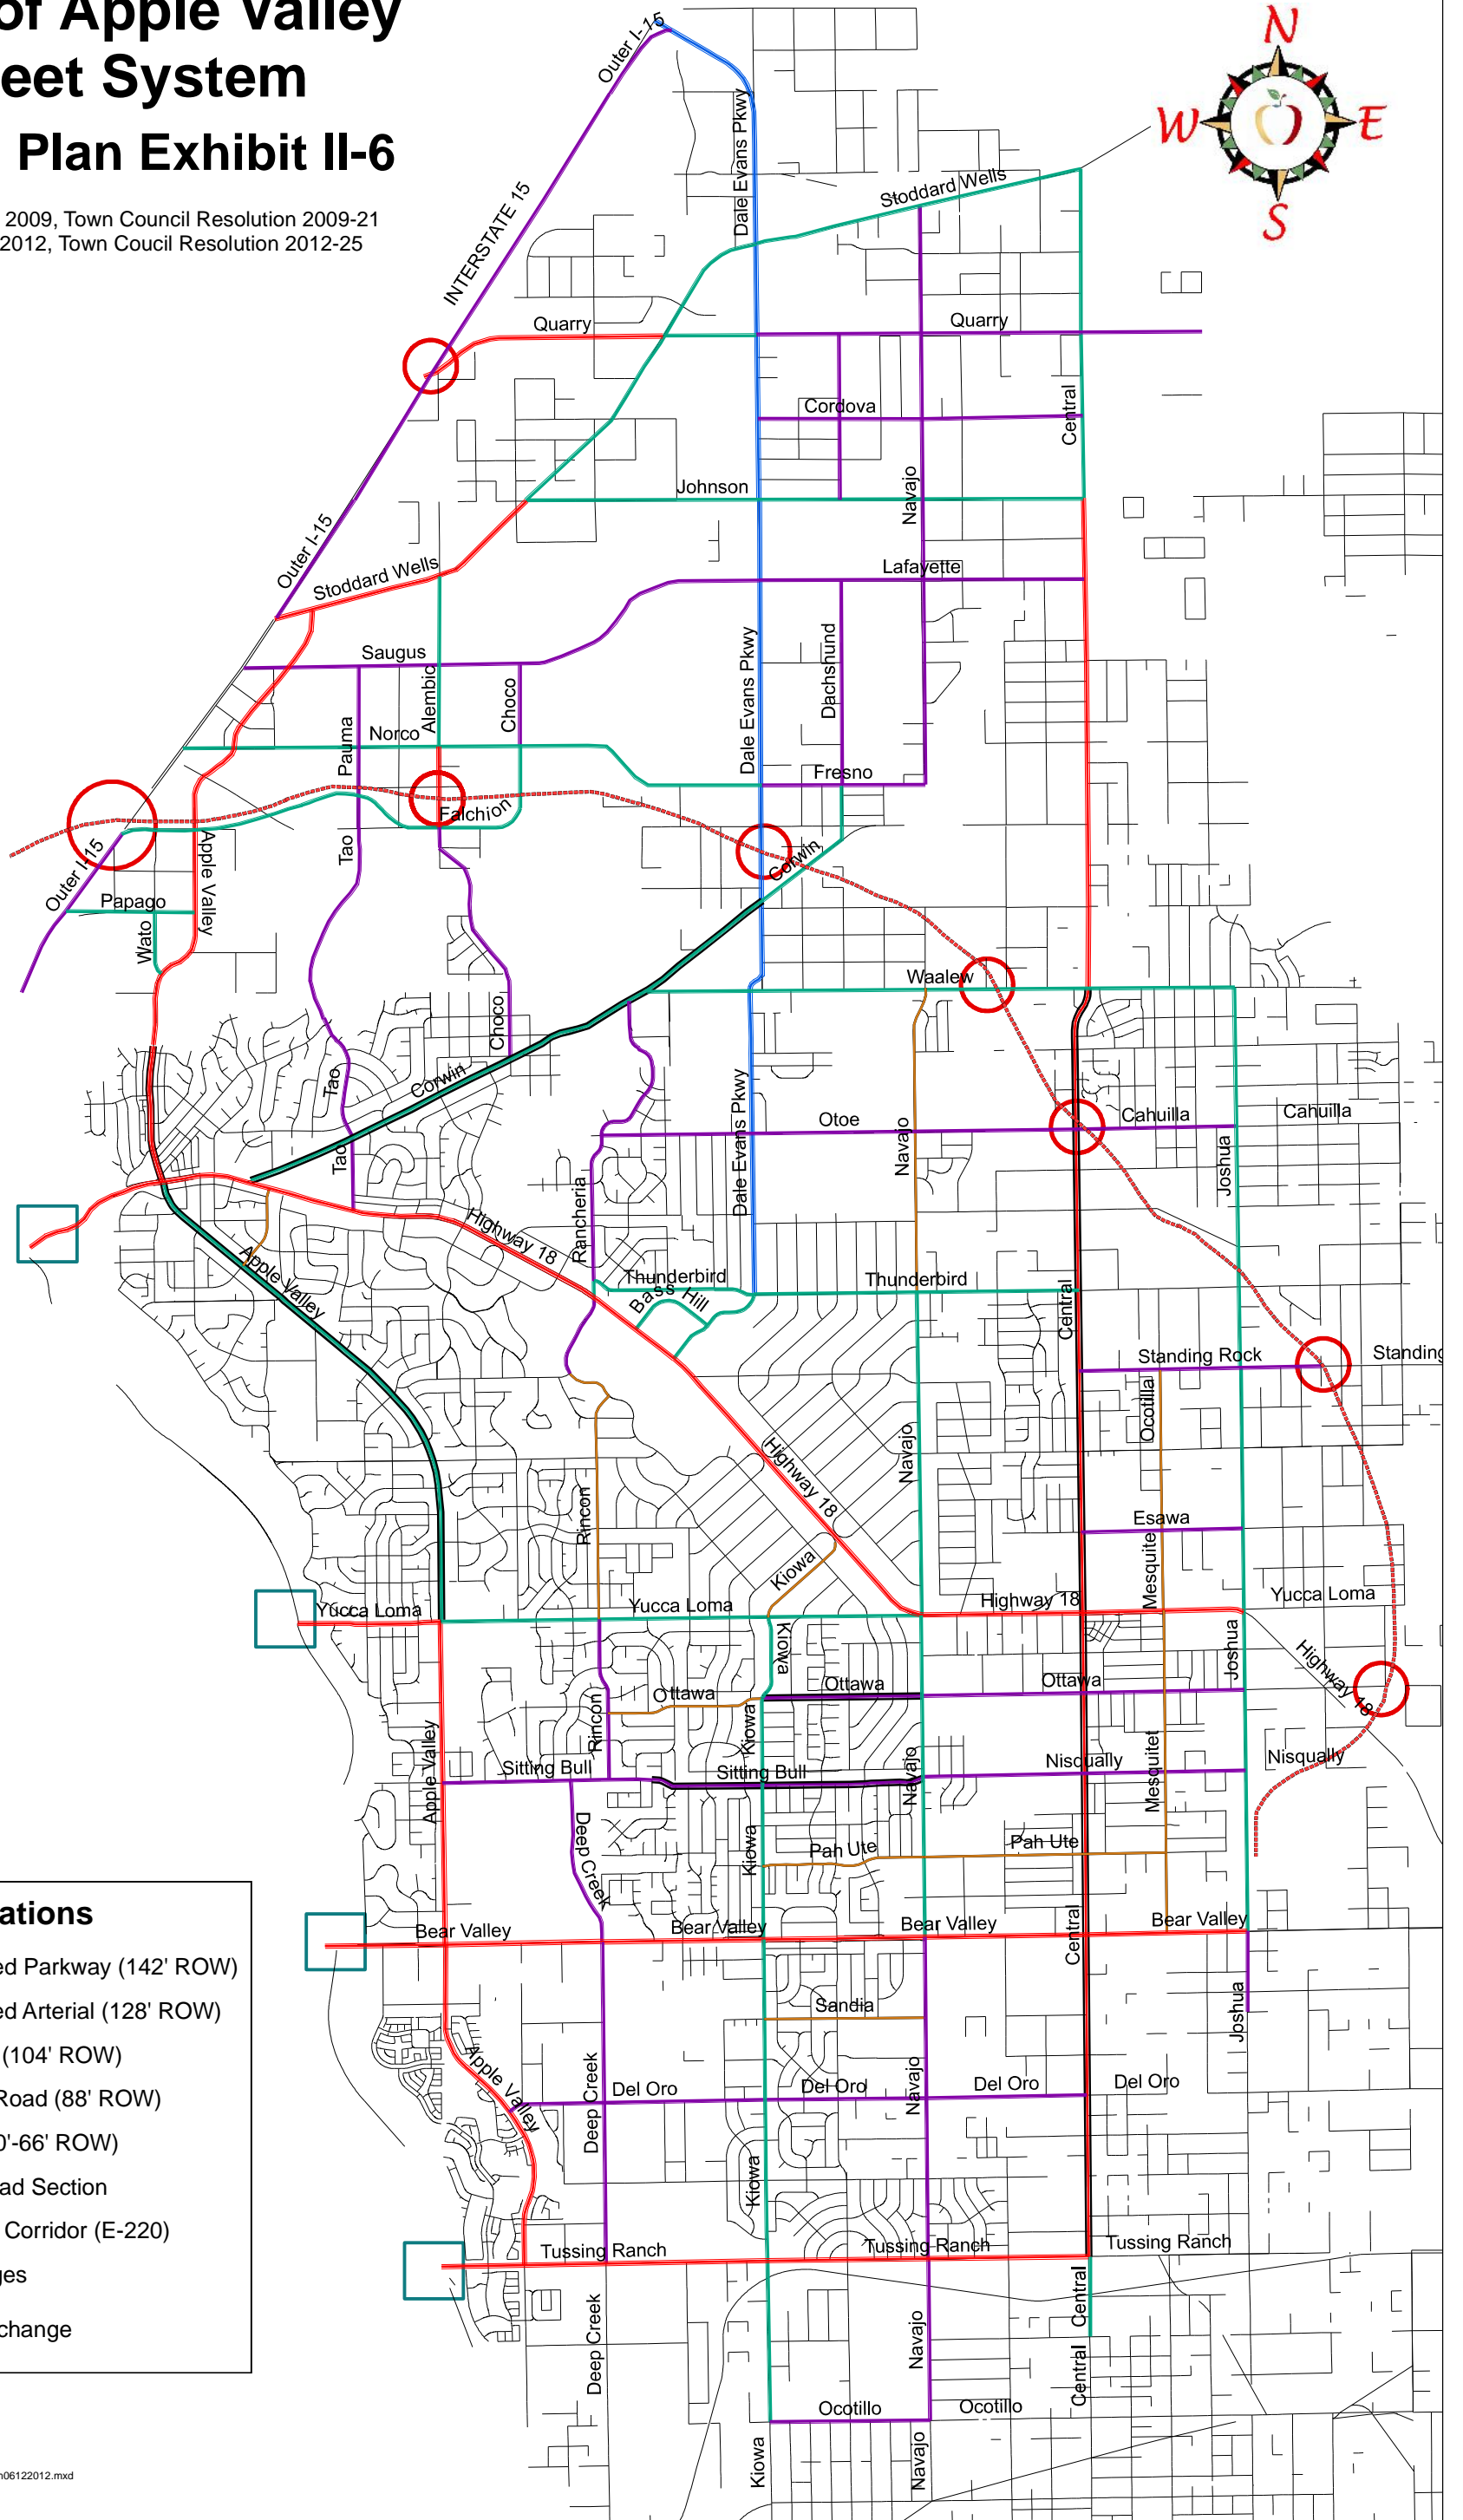 of Apple Valley
eet System
Plan Exhibit II-6
2009, Town Council Resolution 2009-21
2012, Town Coucil Resolution 2012-25
N
W
E
S
Outer I-15
Dale Evans Pkwy
Stoddard Wells
INTERSTATE 15
Quarry
Quarry
Cordova
Central
Johnson
Navajo
Outer I-15
Stoddard Wells
Lafayette
Saugus
Alembic
Choco
Dale Evans Pkwy
Dachshund
Pauma
Norco
Fresno
Falchion
Outer I-15
Apple Valley
Tao
Corwin
Papago
Wato
Waalew
Choco
Tao
Corwin
Dale Evans Pkwy
Otoe
Navajo
Cahuilla
Cahuilla
Tao
Joshua
Rancheria
Highway 18
Apple Valley
Thunderbird
Bass Hill
Thunderbird
Central
Standing Rock
Standing
Ocotilla
Highway 18
Navajo
Rincon
Esawa
Mesquite
Kiowa
Yucca Loma
Yucca Loma
Highway 18
Yucca Loma
Kiowa
Joshua
Highway 18
Ottawa
Ottawa
Ottawa
Rincon
Kiowa
Apple Valley
Sitting Bull
Sitting Bull
Navajo
Nisqually
Mesquitet
Nisqually
Deep Creek
Kiowa
Pah Ute
Pah Ute
Bear Valley
Bear Valley
Bear Valley
Central
Bear Valley
Sandia
Joshua
Apple Valley
Deep Creek
Del Oro
Del Oro
Navajo
Del Oro
Del Oro
Kiowa
Tussing Ranch
Tussing Ranch
Tussing Ranch
Central
Deep Creek
Navajo
Central
Ocotillo
Ocotillo
Kiowa
Navajo
ations
ed Parkway (142' ROW)
ed Arterial (128' ROW)
(104' ROW)
Road (88' ROW)
0'-66' ROW)
ad Section
Corridor (E-220)
ges
change
n06122012.mxd